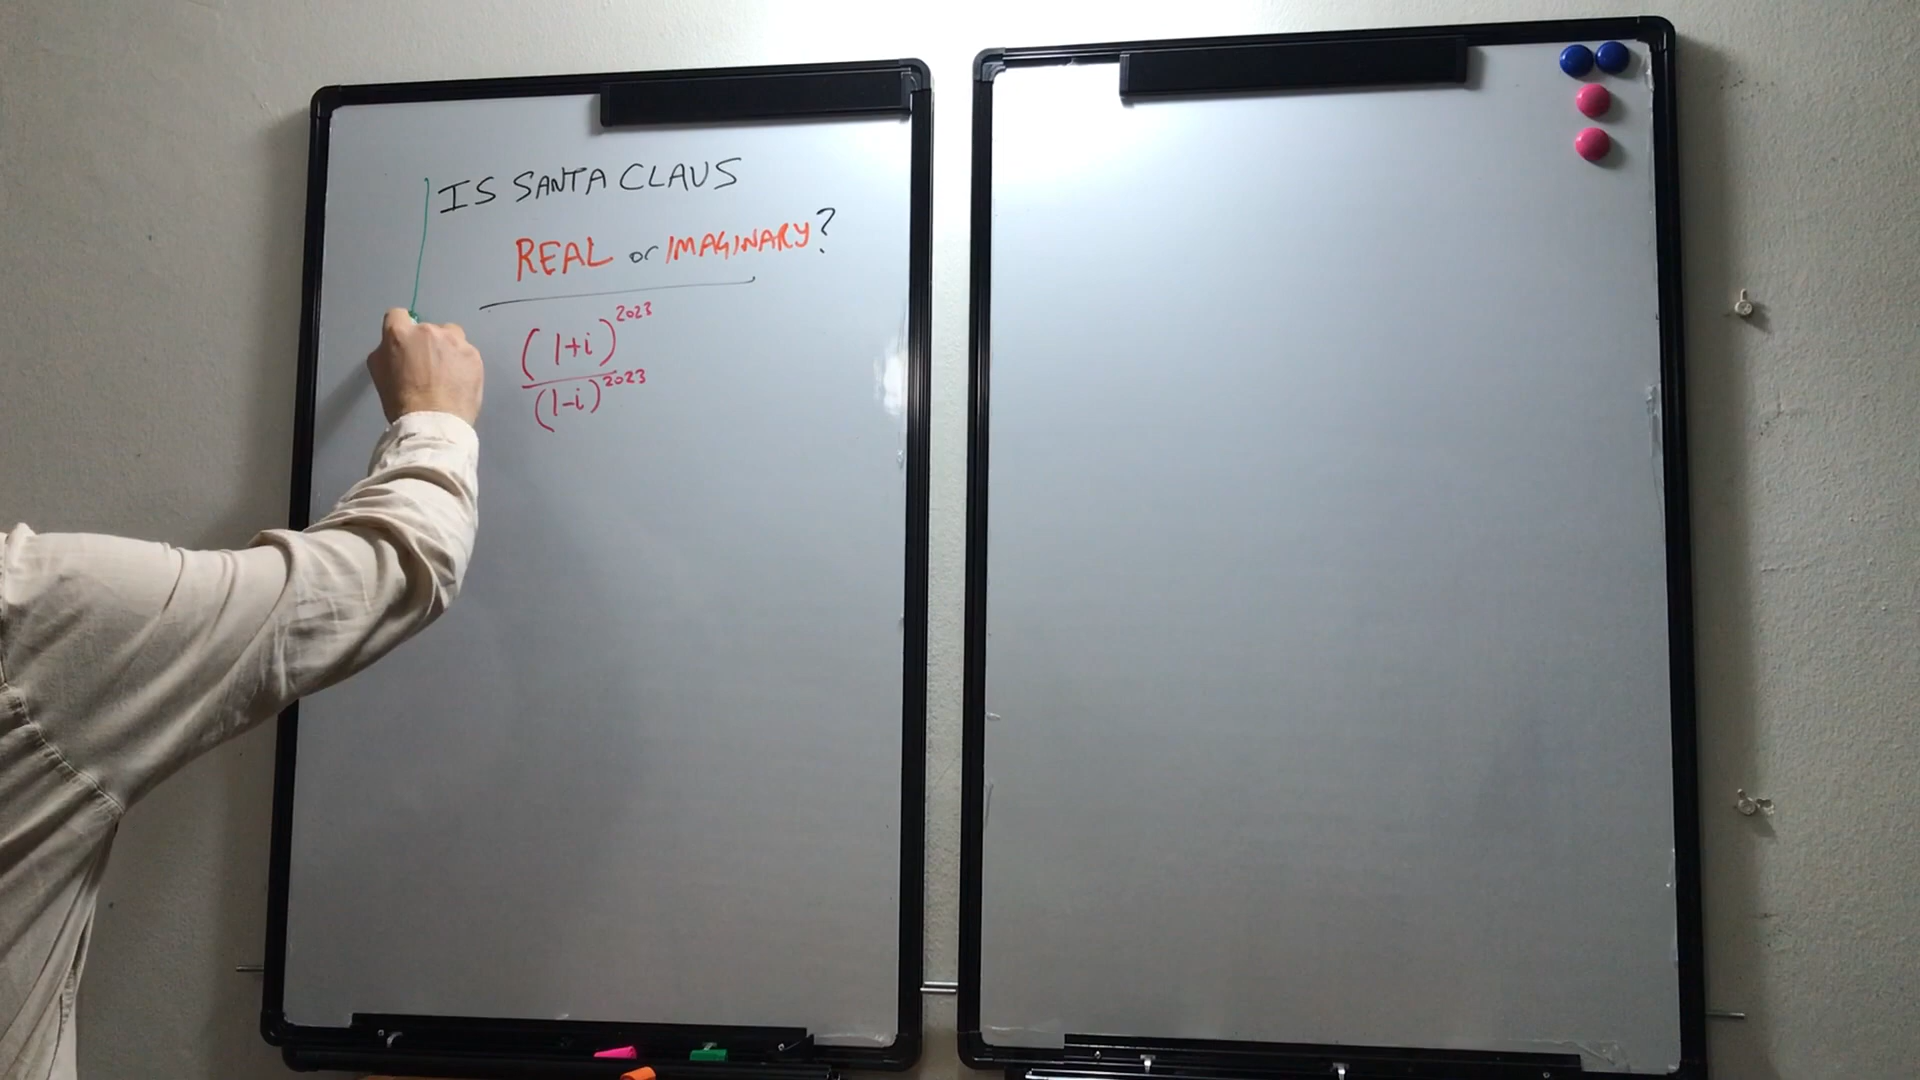 IS SANTA CLAUS
REAL or IMAGINARY?
(1+i)^2023
(1-i)^2023